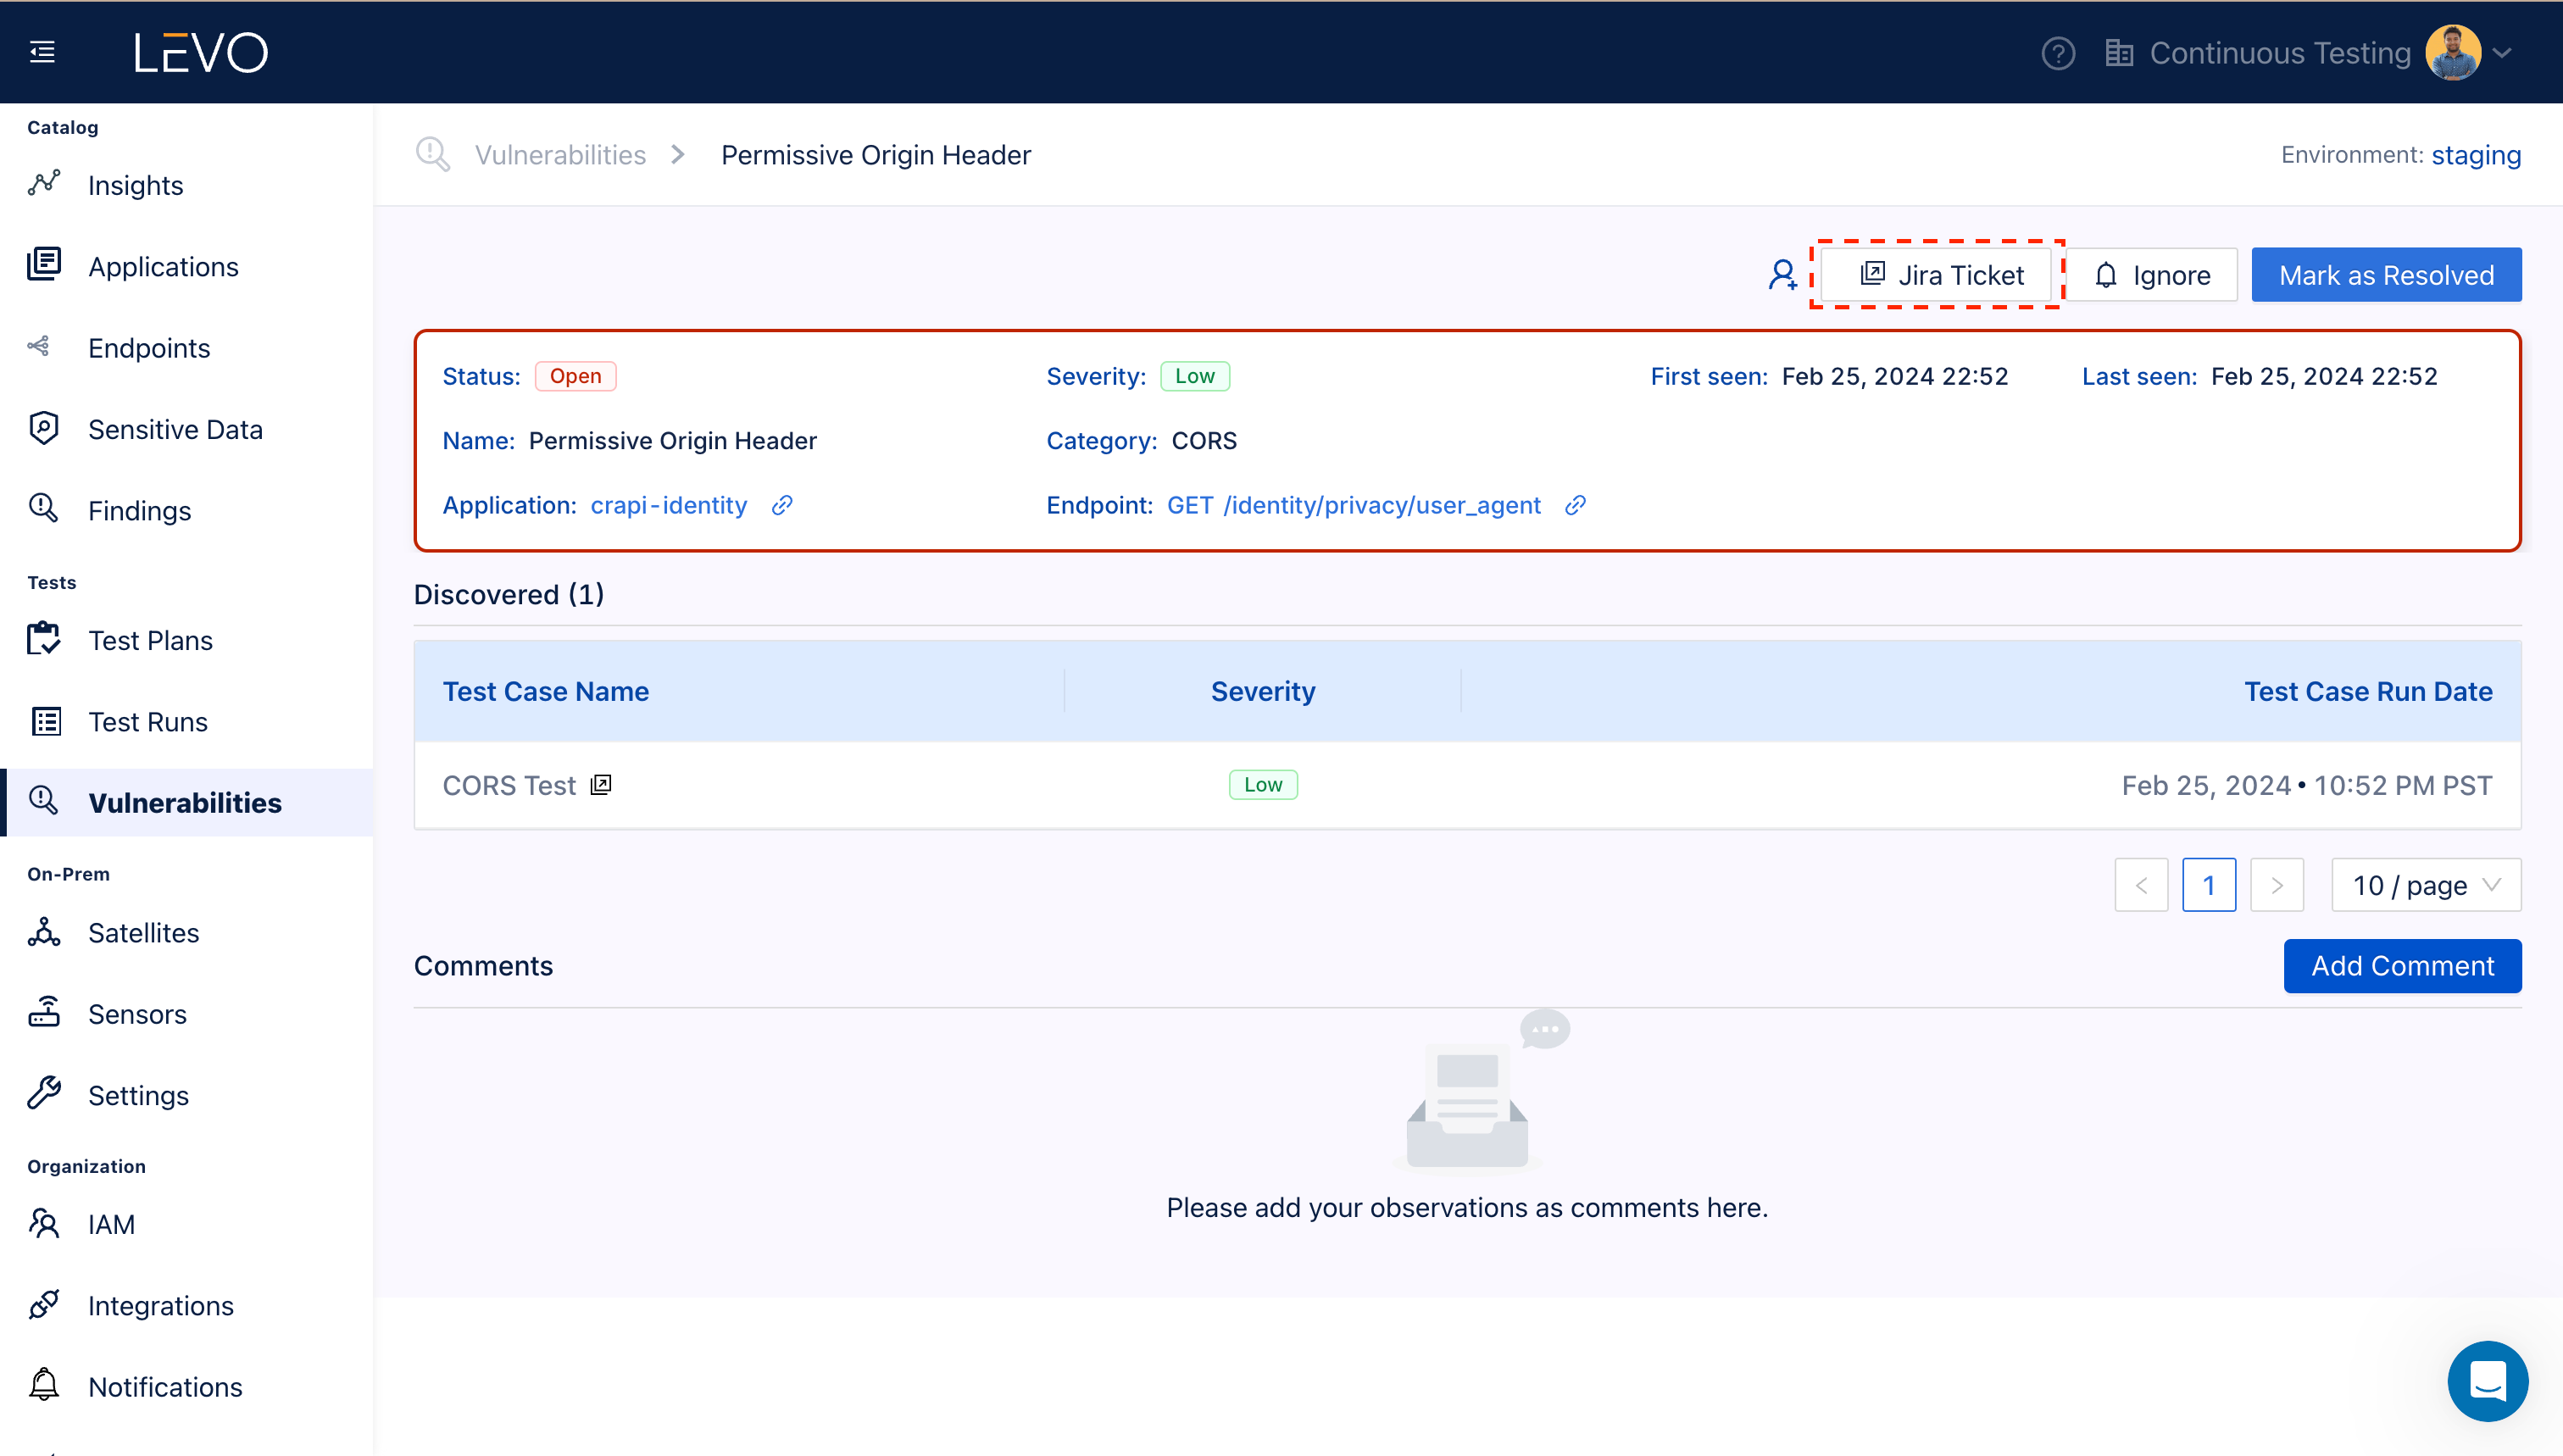 LEVO
Continuous Testing
Catalog
Insights
Applications
Endpoints
Sensitive Data
Findings
Tests
Test Plans
Test Runs
Vulnerabilities
On-Prem
Satellites
Sensors
Settings
Organization
IAM
Integrations
Notifications
Vulnerabilities > Permissive Origin Header
Environment: staging
Jira Ticket
Ignore
Mark as Resolved
Status: Open
Severity: Low
First seen: Feb 25, 2024 22:52
Last seen: Feb 25, 2024 22:52
Name: Permissive Origin Header
Category: CORS
Application: crapi-identity
Endpoint: GET /identity/privacy/user_agent
Discovered (1)
Test Case Name
Severity
Test Case Run Date
CORS Test
Low
Feb 25, 2024 • 10:52 PM PST
< 1 >
10 / page
Comments
Add Comment
Please add your observations as comments here.